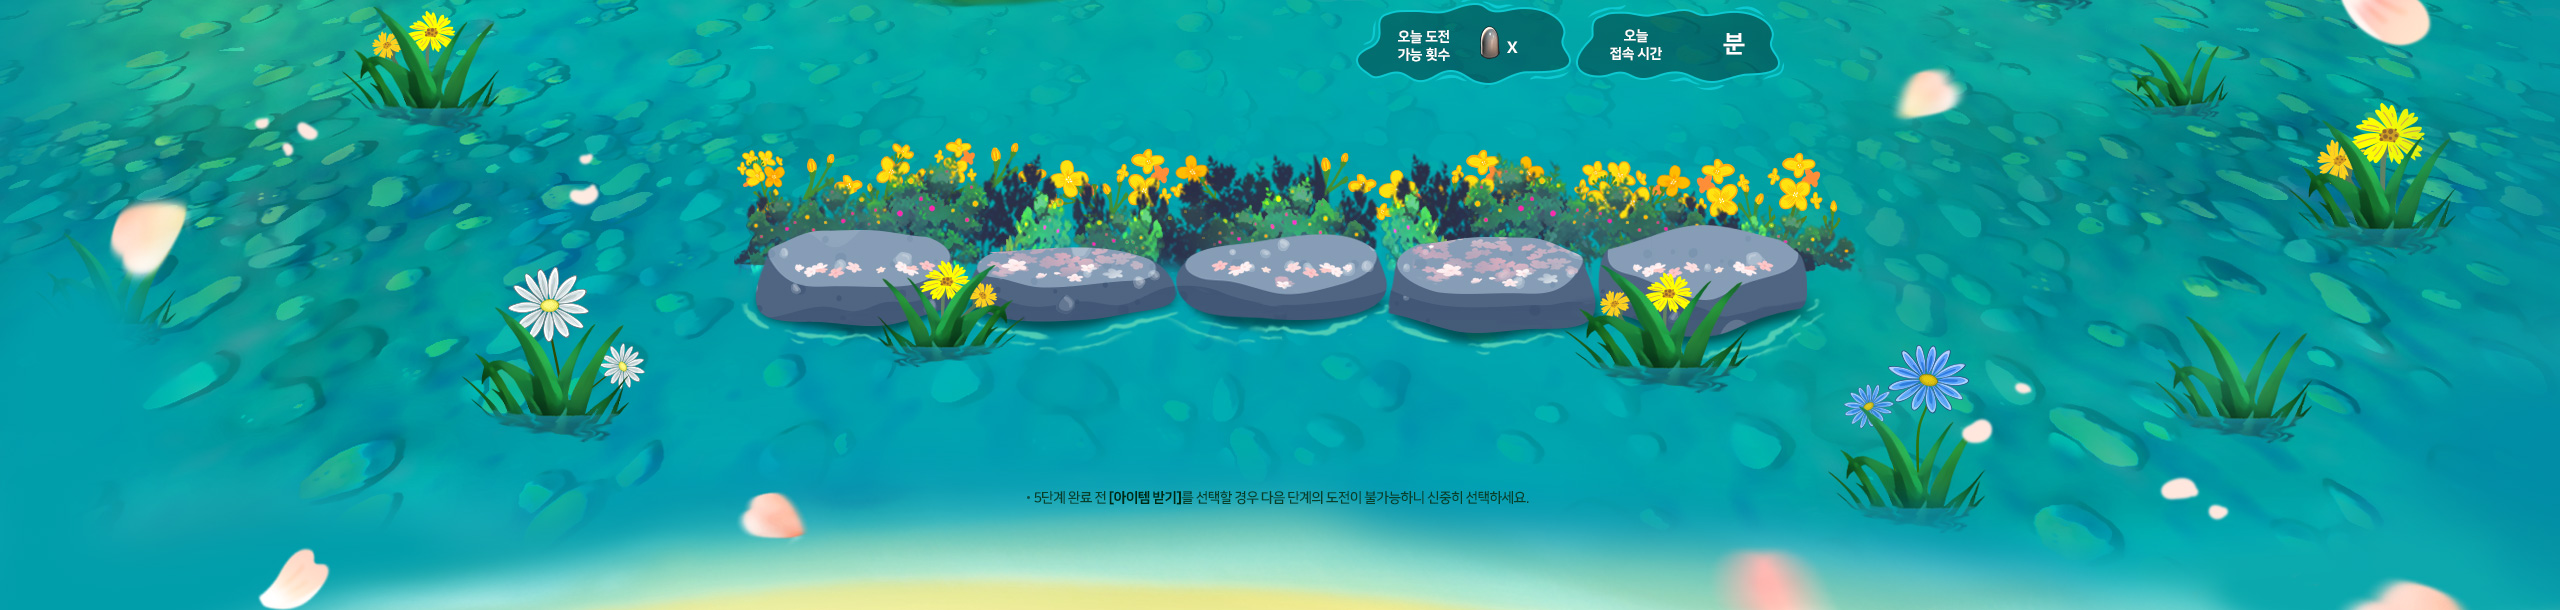 오늘 도전
가능 횟수
X
오늘
접속 시간
분
· 5단계 완료 전 [아이템 받기]를 선택할 경우 다음 단계의 도전이 불가능하니 신중히 선택하세요.